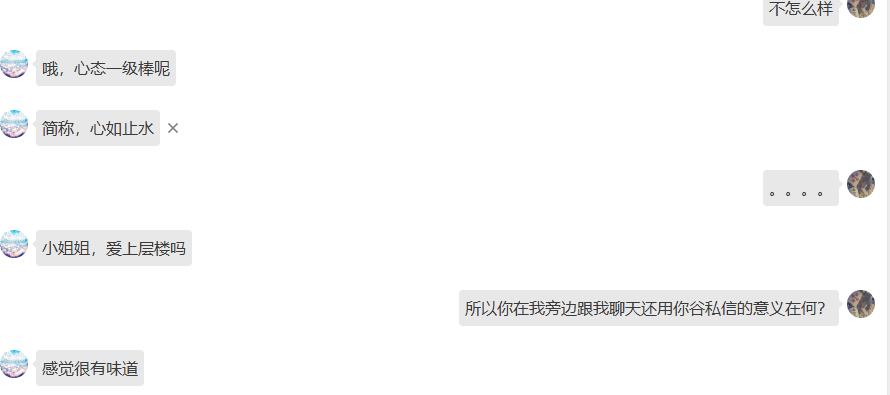 不怎么样
哦，心态一级棒呢
简称，心如止水
。。。。
小姐姐，爱上层楼吗
所以你在我旁边跟我聊天还用你谷私信的意义在何?
感觉很有味道